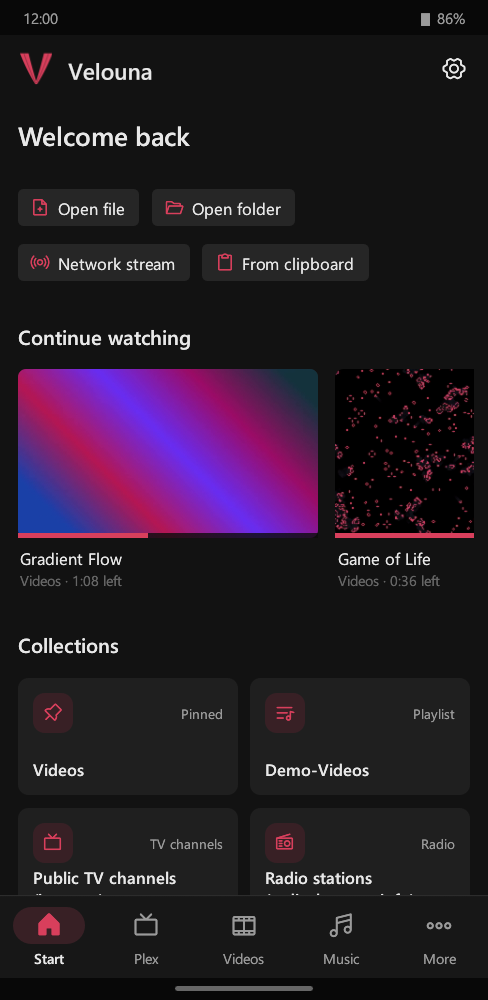 12:00
86%
Velouna
Welcome back
Open file
Open folder
Network stream
From clipboard
Continue watching
Gradient Flow
Videos · 1:08 left
Game of Life
Videos · 0:36 left
Collections
Pinned
Videos
Playlist
Demo-Videos
TV channels
Public TV channels
Radio
Radio stations
Start
Plex
Videos
Music
More